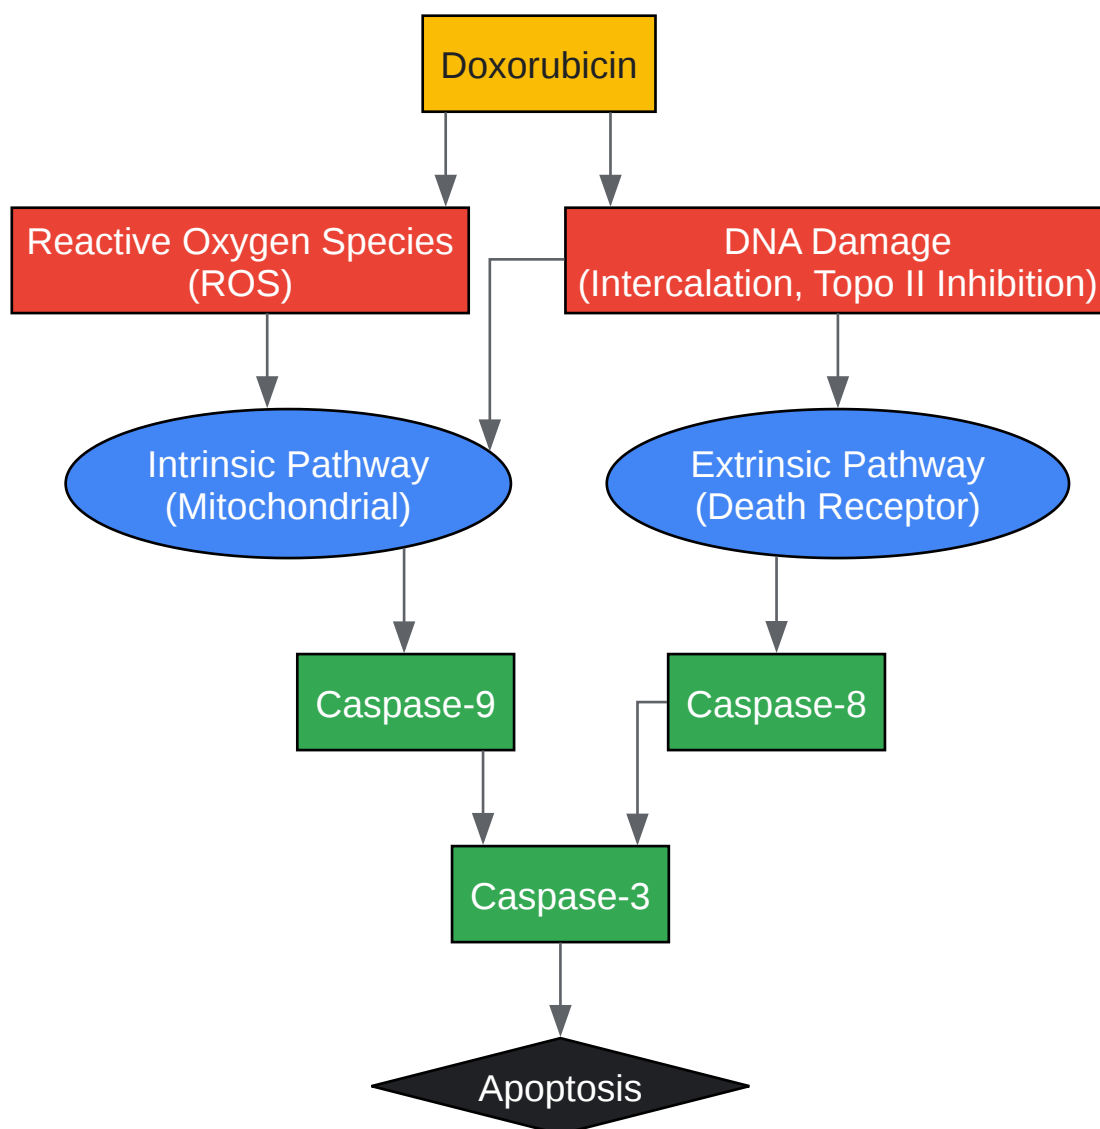 Doxorubicin
Reactive Oxygen Species
(ROS)
DNA Damage
(Intercalation, Topo II Inhibition)
Intrinsic Pathway
(Mitochondrial)
Extrinsic Pathway
(Death Receptor)
Caspase-9
Caspase-8
Caspase-3
Apoptosis